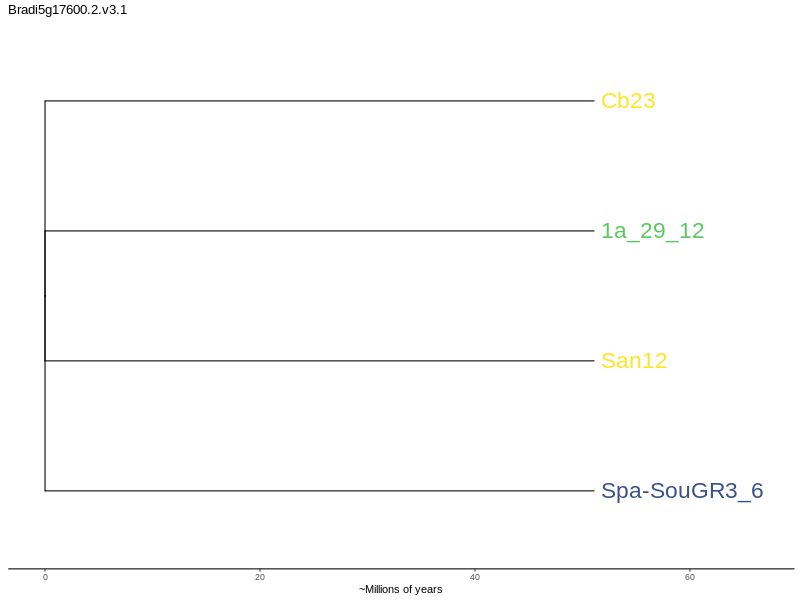 Bradi5g17600.2.v3.1
Cb23
1a_29_12
San12
Spa-SouGR3_6
0 20 40 60
~Millions of years